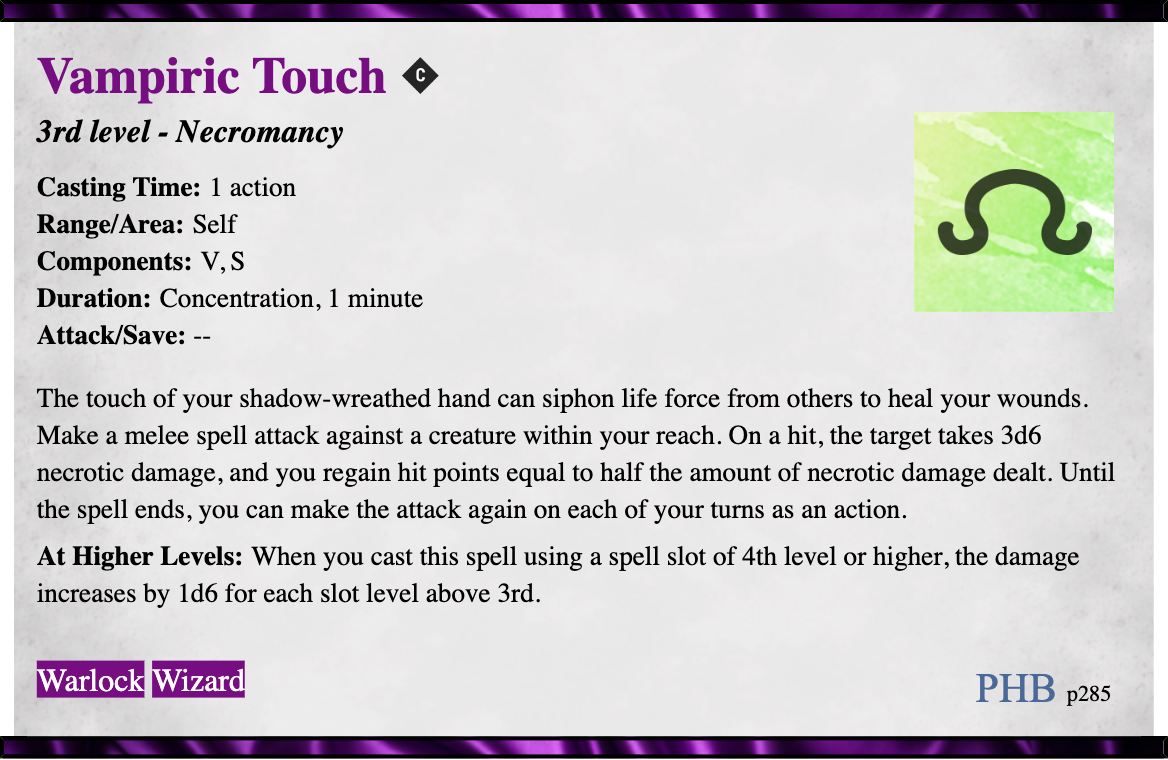 Vampiric Touch C
3rd level - Necromancy
Casting Time: 1 action
Range/Area: Self
Components: V, S
Duration: Concentration, 1 minute
Attack/Save: --
The touch of your shadow-wreathed hand can siphon life force from others to heal your wounds.
Make a melee spell attack against a creature within your reach. On a hit, the target takes 3d6
necrotic damage, and you regain hit points equal to half the amount of necrotic damage dealt. Until
the spell ends, you can make the attack again on each of your turns as an action.
At Higher Levels: When you cast this spell using a spell slot of 4th level or higher, the damage
increases by 1d6 for each slot level above 3rd.
Warlock Wizard
PHB p285